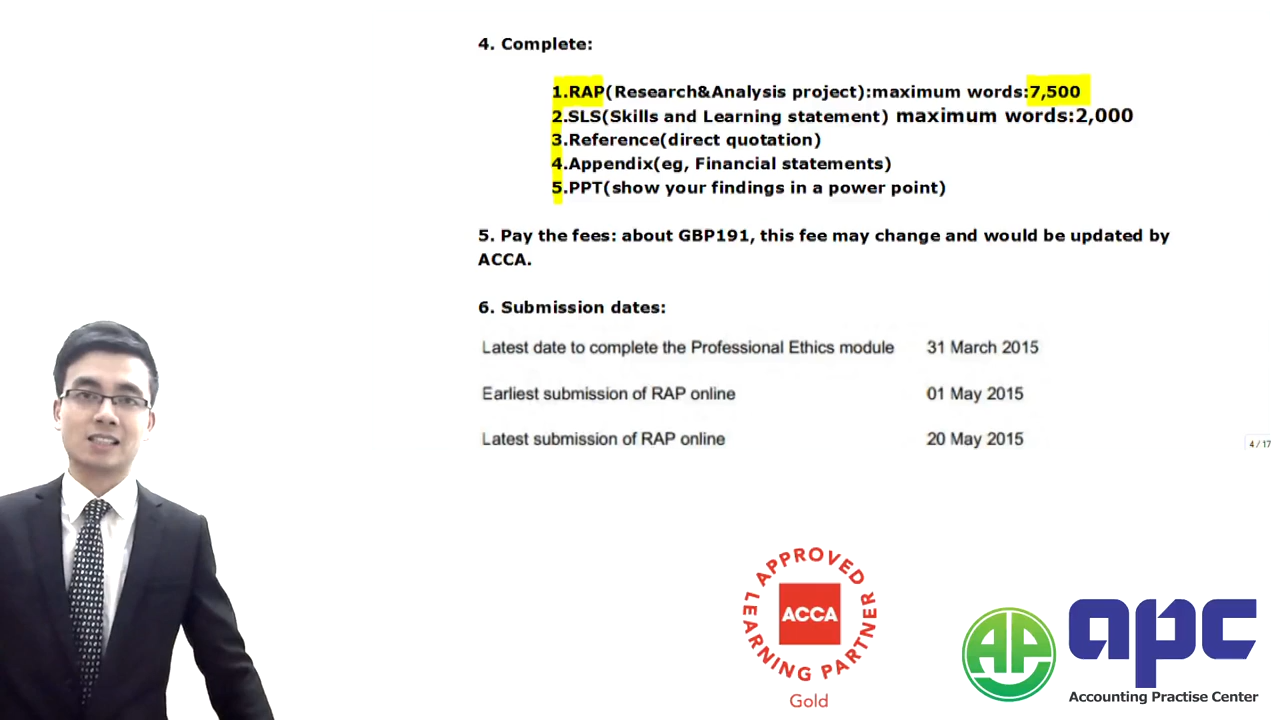 4. Complete:
1.RAP(Research&Analysis project):maximum words:7,500
2.SLS(Skills and Learning statement) maximum words:2,000
3.Reference(direct quotation)
4.Appendix(eg, Financial statements)
5.PPT(show your findings in a power point)
5. Pay the fees: about GBP191, this fee may change and would be updated by
ACCA.
6. Submission dates:
Latest date to complete the Professional Ethics module 31 March 2015
Earliest submission of RAP online 01 May 2015
Latest submission of RAP online 20 May 2015
4 / 17
APPROVED
LEARNING PARTNER
ACCA
Gold
AP
apc
Accounting Practise Center